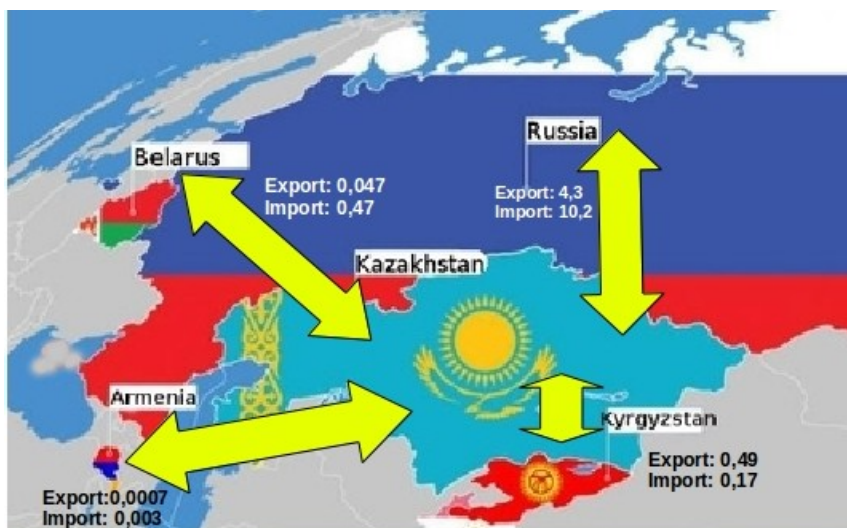 Russia
Belarus
Export: 0,047
Import: 0,47
Export: 4,3
Import: 10,2
Kazakhstan
Armenia
Kyrgyzstan
Export: 0,49
Import: 0,17
Export:0,0007
Import: 0,003